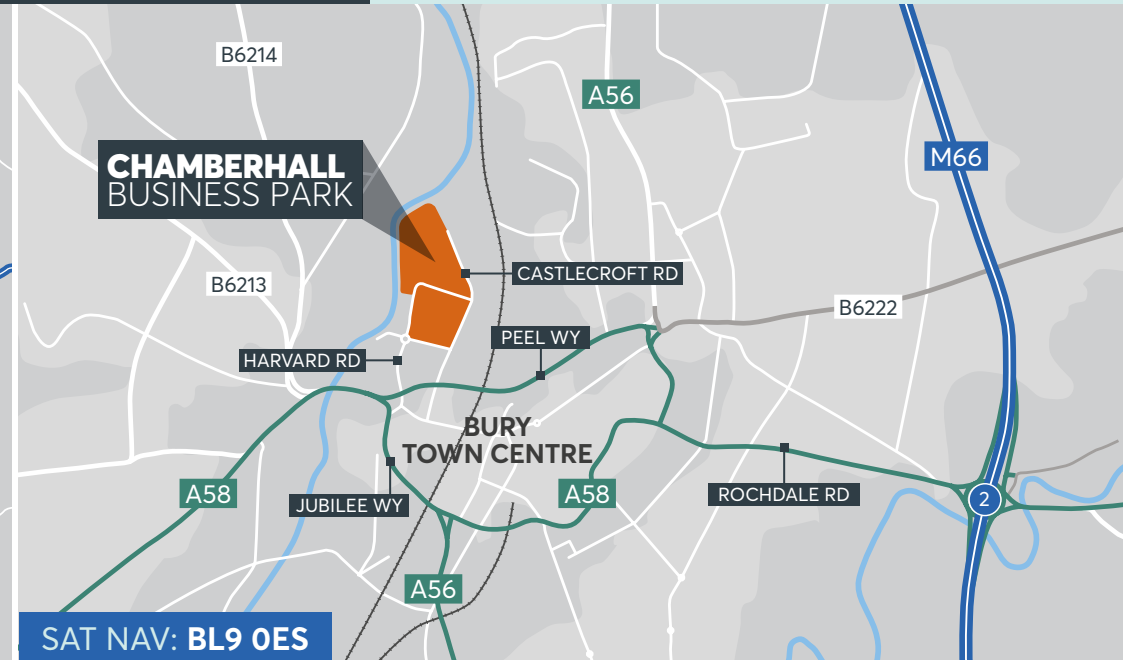 B6214
A56
M66
CHAMBERHALL
BUSINESS PARK
CASTLECROFT RD
B6213
B6222
PEEL WY
HARVARD RD
BURY
TOWN CENTRE
A58
JUBILEE WY
A58
ROCHDALE RD
2
A56
SAT NAV: BL9 0ES